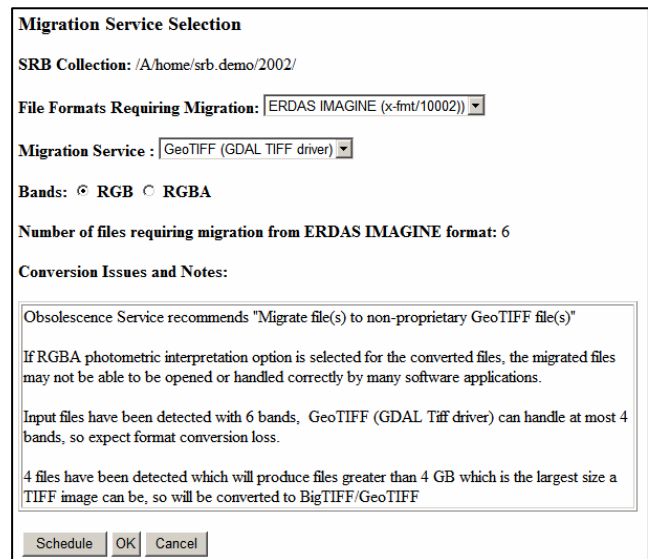 Migration Service Selection
SRB Collection: /A/home/srb.demo/2002/
File Formats Requiring Migration: ERDAS IMAGINE (x-fmt/10002))
Migration Service : GeoTIFF (GDAL TIFF driver)
Bands: RGB RGBA
Number of files requiring migration from ERDAS IMAGINE format: 6
Conversion Issues and Notes:
Obsolescence Service recommends "Migrate file(s) to non-proprietary GeoTIFF file(s)"
If RGBA photometric interpretation option is selected for the converted files, the migrated files
may not be able to be opened or handled correctly by many software applications.
Input files have been detected with 6 bands, GeoTIFF (GDAL Tiff driver) can handle at most 4
bands, so expect format conversion loss.
4 files have been detected which will produce files greater than 4 GB which is the largest size a
TIFF image can be, so will be converted to BigTIFF/GeoTIFF
Schedule OK Cancel